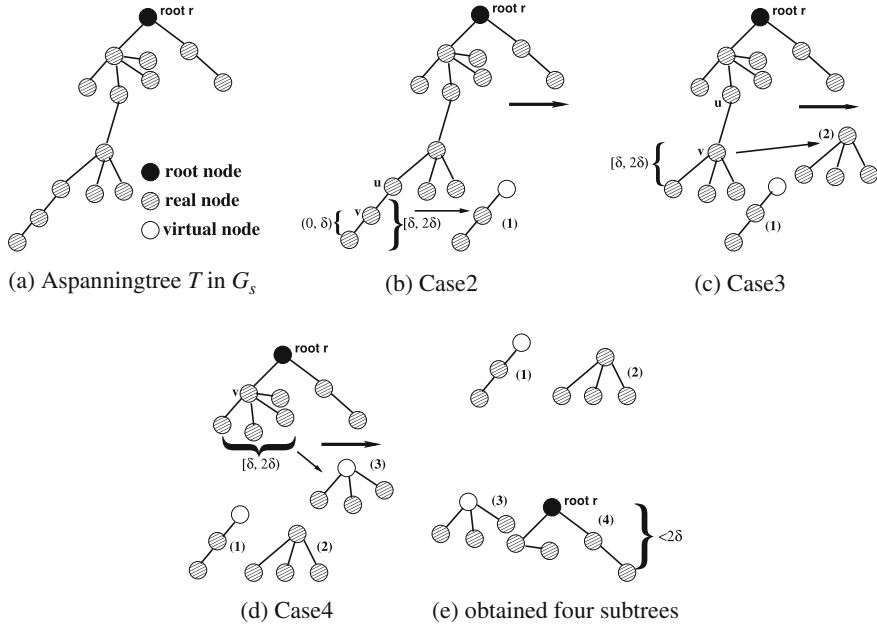 root r
root node
real node
virtual node
(a) Aspanningtree T in Gₛ
root r
u
v
(0, δ)
[δ, 2δ)
(1)
(b) Case2
root r
u
v
[δ, 2δ)
(2)
(1)
(c) Case3
root r
v
[δ, 2δ)
(3)
(1)
(2)
(d) Case4
(1)
(2)
(3)
root r
(4)
<2δ
(e) obtained four subtrees